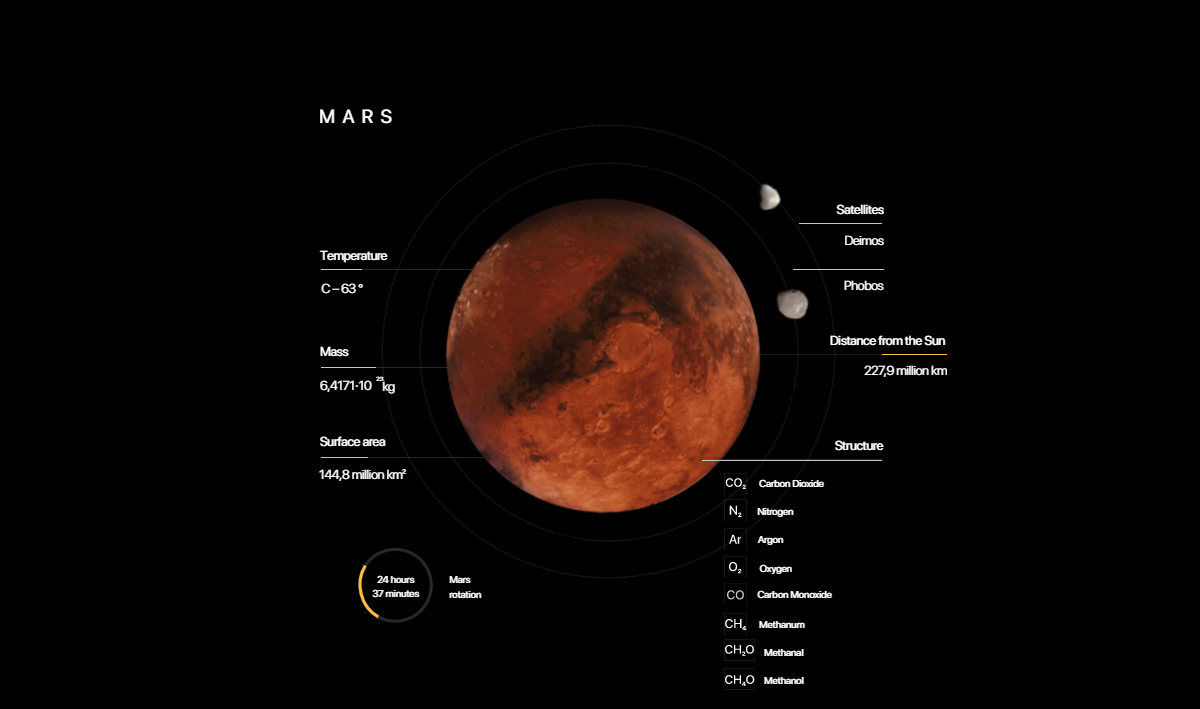 MARS
Temperature
C – 63 °
Mass
6,4171·10 ²³kg
Surface area
144,8 million km²
24 hours
37 minutes
Mars
rotation
Satellites
Deimos
Phobos
Distance from the Sun
227,9 million km
Structure
CO₂ Carbon Dioxide
N₂ Nitrogen
Ar Argon
O₂ Oxygen
CO Carbon Monoxide
CH₄ Methanum
CH₂O Methanal
CH₄O Methanol